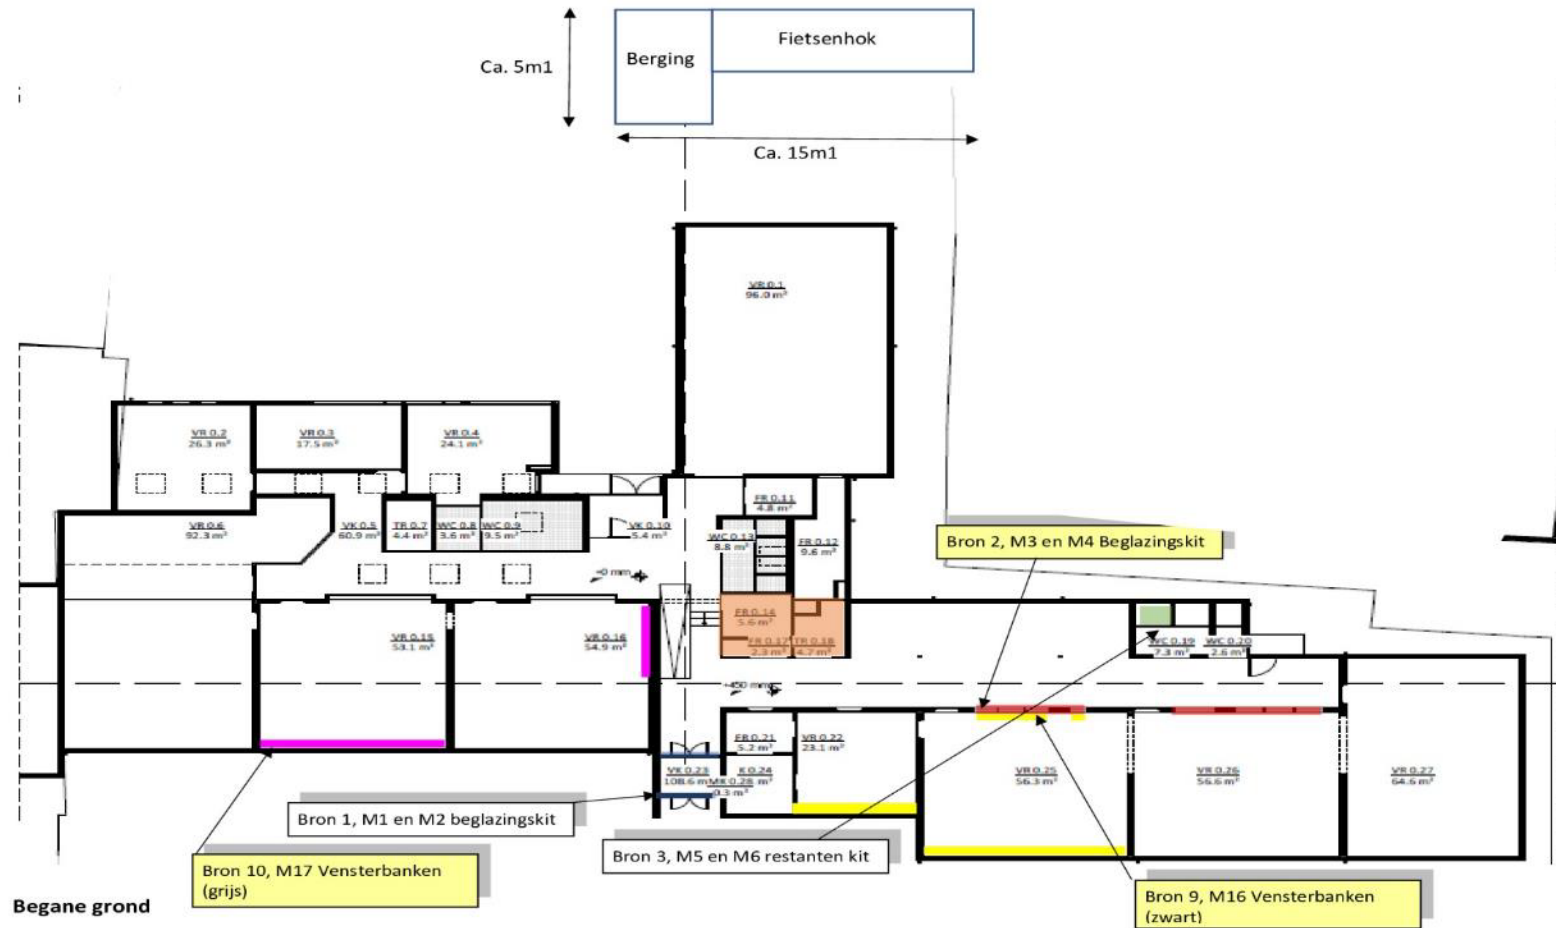 Fietsenhok
Berging
Ca. 5m1
Ca. 15m1
VR 0.1
96.0 m²
VR 0.2
26.3 m²
VR 0.3
17.5 m²
VR 0.4
24.1 m²
FR 0.11
4.8 m²
VR 0.6
92.3 m²
VK 0.5
60.9 m²
TR 0.7
4.4 m²
WC 0.8
3.6 m²
WC 0.9
9.5 m²
VK 0.10
5.4 m²
WC 0.13
8.8 m²
FR 0.12
9.6 m²
Bron 2, M3 en M4 Beglazingskit
FR 0.14
5.6 m²
VR 0.15
53.1 m²
VR 0.16
54.9 m²
FR 0.17
2.3 m²
TR 0.18
4.7 m²
WC 0.19
7.3 m²
WC 0.20
2.6 m²
+450 mm
FR 0.21
5.2 m²
VR 0.22
23.1 m²
VK 0.23
108.6 m²
K 0.24
MK 0.28
0.3 m²
VR 0.25
56.3 m²
VR 0.26
56.6 m²
VR 0.27
64.6 m²
Bron 1, M1 en M2 beglazingskit
Bron 3, M5 en M6 restanten kit
Bron 10, M17 Vensterbanken
(grijs)
Bron 9, M16 Vensterbanken
(zwart)
Begane grond